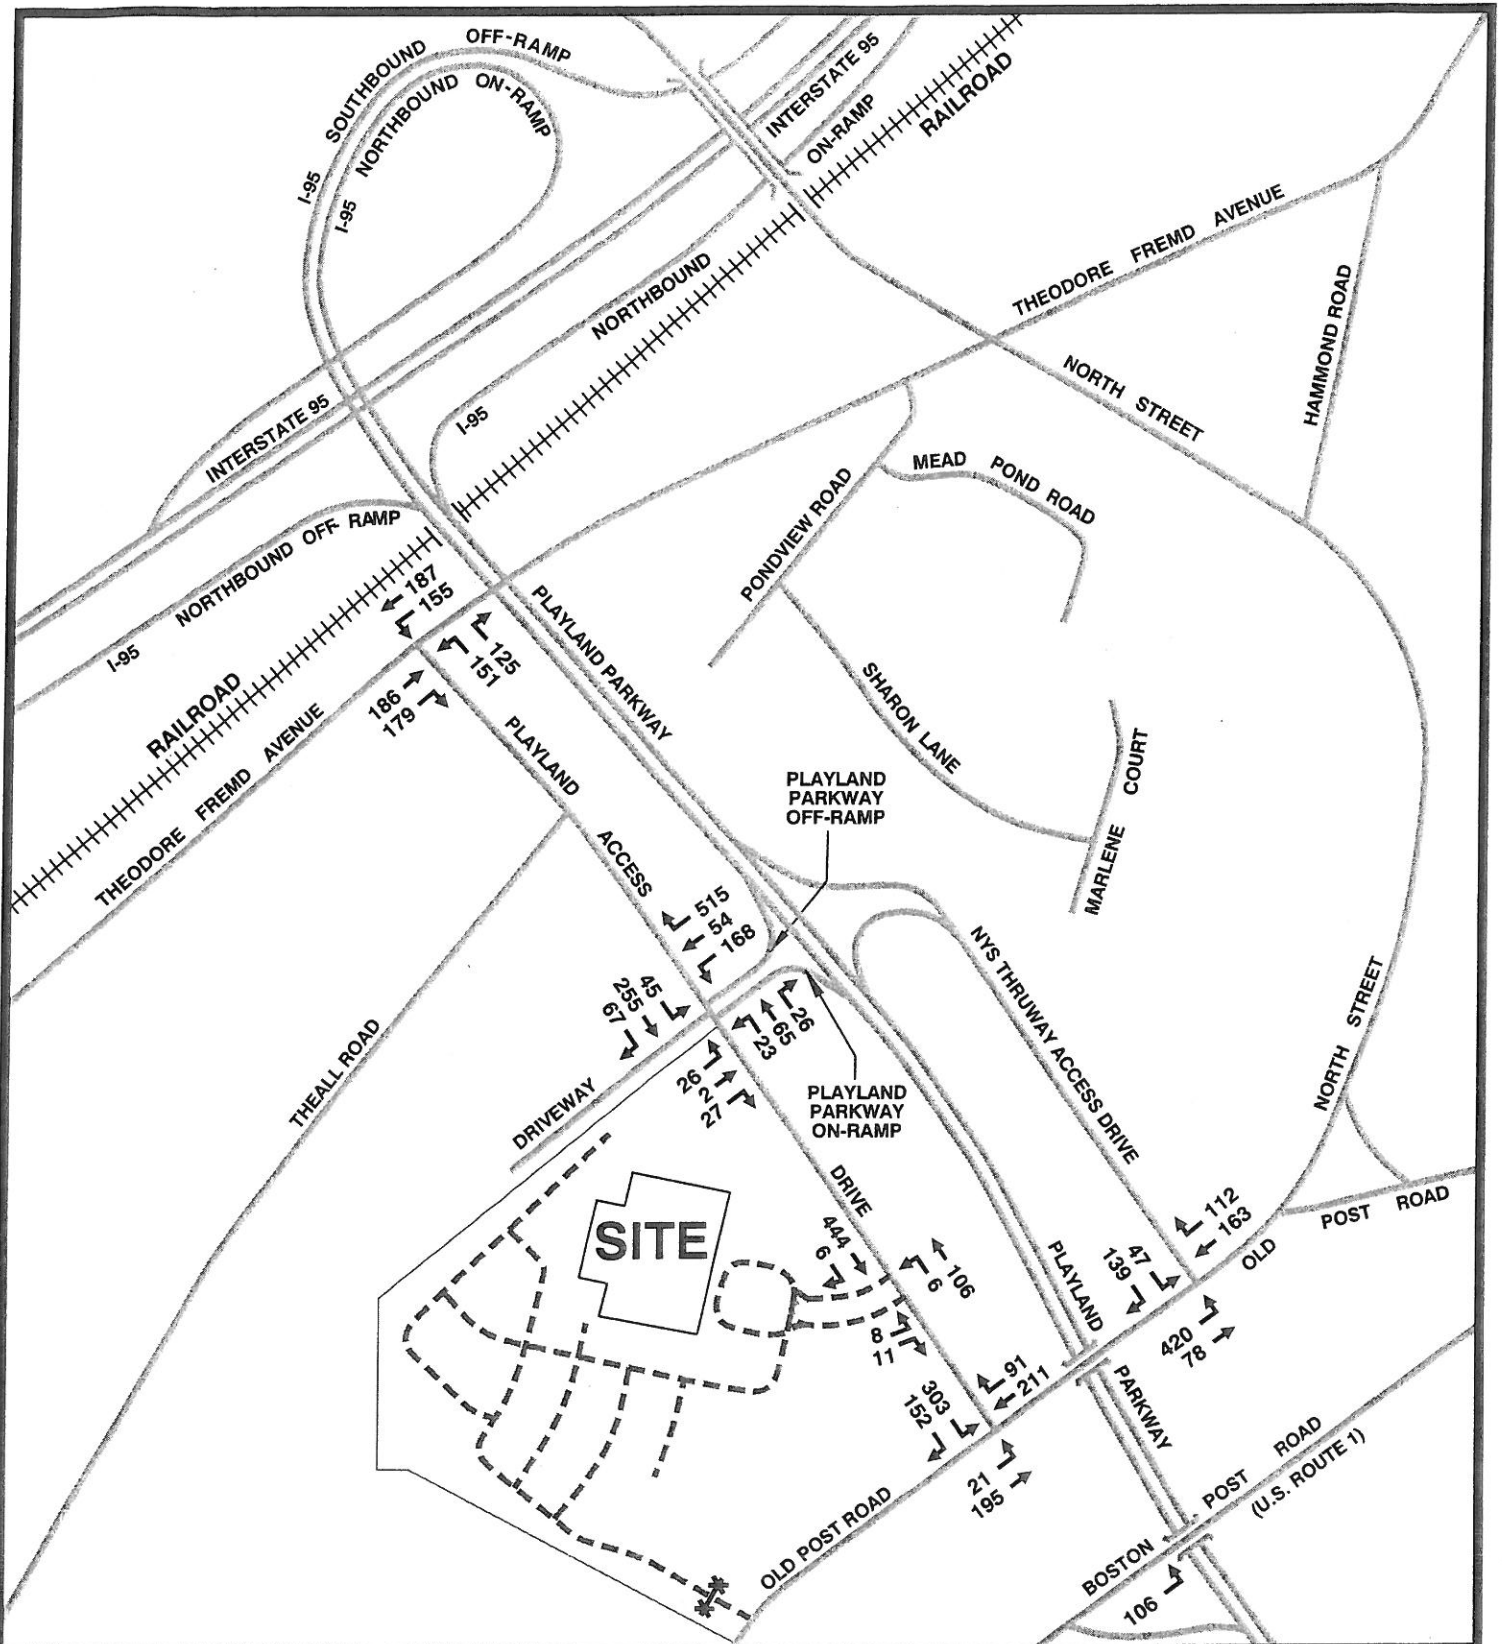 OFF-RAMP
SOUTHBOUND
I-95
NORTHBOUND ON-RAMP
I-95
INTERSTATE 95
ON-RAMP
RAILROAD
NORTHBOUND
I-95
THEODORE FREMD AVENUE
HAMMOND ROAD
NORTH STREET
INTERSTATE 95
MEAD POND ROAD
PONDVIEW ROAD
I-95 NORTHBOUND OFF- RAMP
187
155
125
151
186
179
PLAYLAND PARKWAY
RAILROAD
THEODORE FREMD AVENUE
SHARON LANE
MARLENE COURT
PLAYLAND
PARKWAY
OFF-RAMP
PLAYLAND ACCESS DRIVE
515
54
168
45
255
67
26
65
23
26
2
27
NYS THRUWAY ACCESS DRIVE
NORTH STREET
THEALL ROAD
DRIVEWAY
PLAYLAND
PARKWAY
ON-RAMP
SITE
444
6
106
6
8
11
112
163
47
139
420
78
OLD
POST ROAD
PLAYLAND PARKWAY
91
211
303
152
21
195
OLD POST ROAD
BOSTON POST ROAD
(U.S. ROUTE 1)
106